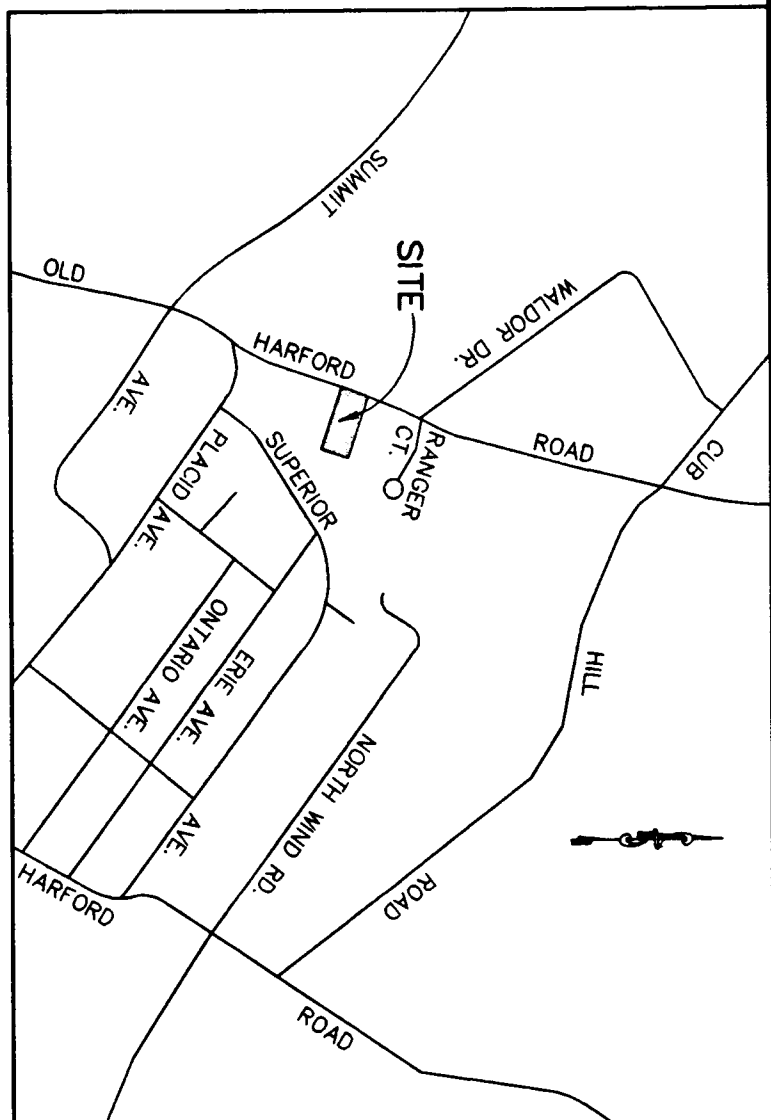 SUMMIT
AVE.
OLD
HARFORD
ROAD
SITE
WALDOR DR.
CUB
HILL
ROAD
RANGER
CT.
SUPERIOR
AVE.
PLACID
AVE.
ONTARIO AVE.
ERIE AVE.
NORTH WIND RD.
HARFORD
ROAD